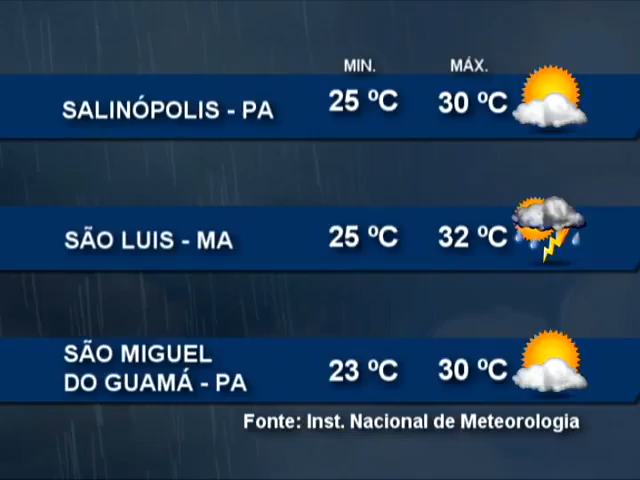 MIN. MÁX.
SALINÓPOLIS - PA 25 ºC 30 ºC
SÃO LUIS - MA 25 ºC 32 ºC
SÃO MIGUEL
DO GUAMÁ - PA 23 ºC 30 ºC
Fonte: Inst. Nacional de Meteorologia